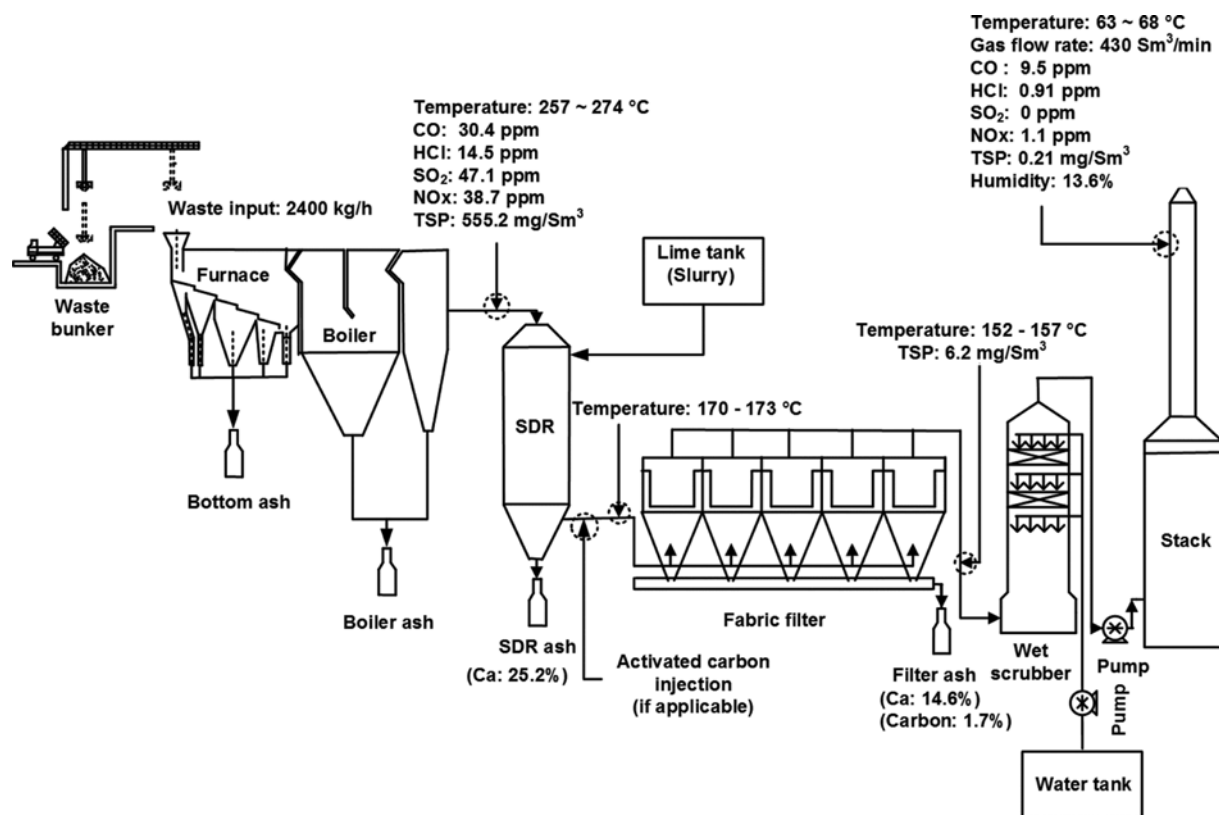 Temperature: 63 ~ 68 °C
Gas flow rate: 430 Sm³/min
CO : 9.5 ppm
HCl: 0.91 ppm
SO₂: 0 ppm
NOx: 1.1 ppm
TSP: 0.21 mg/Sm³
Humidity: 13.6%
Temperature: 257 ~ 274 °C
CO: 30.4 ppm
HCl: 14.5 ppm
SO₂: 47.1 ppm
NOx: 38.7 ppm
TSP: 555.2 mg/Sm³
Waste input: 2400 kg/h
Waste
bunker
Furnace
Boiler
Lime tank
(Slurry)
Temperature: 152 - 157 °C
TSP: 6.2 mg/Sm³
SDR
Temperature: 170 - 173 °C
Bottom ash
Stack
Boiler ash
SDR ash
(Ca: 25.2%)
Activated carbon
injection
(if applicable)
Fabric filter
Filter ash
(Ca: 14.6%)
(Carbon: 1.7%)
Wet
scrubber
Pump
Pump
Water tank